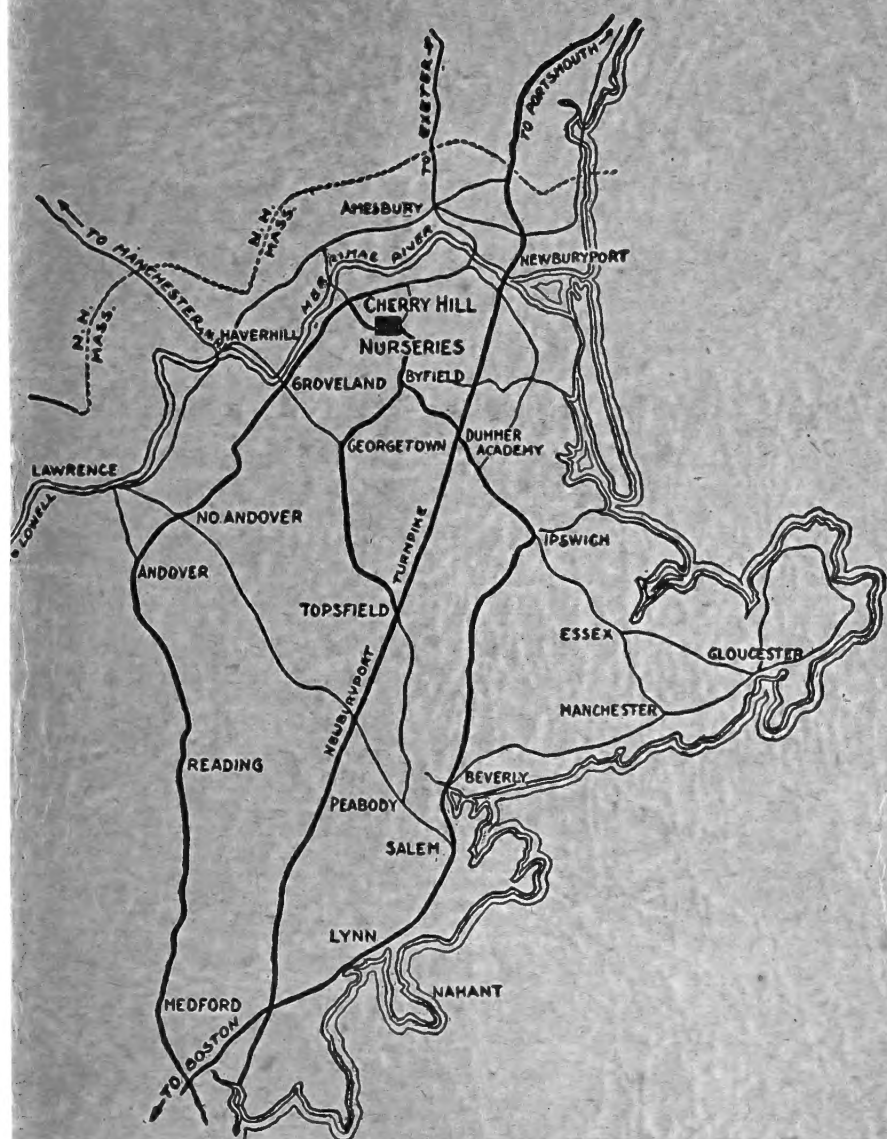 TO EXETER
TO PORTSMOUTH
N.H.
MASS.
AMESBURY
TO MANCHESTER
MERRIMAC RIVER
NEWBURYPORT
N.H.
MASS.
HAVERHILL
CHERRY HILL
NURSERIES
GROVELAND
BYFIELD
GEORGETOWN
DUMMER
ACADEMY
LAWRENCE
LOWELL
NO. ANDOVER
ANDOVER
IPSWICH
TOPSFIELD
NEWBURYPORT TURNPIKE
ESSEX
GLOUCESTER
MANCHESTER
READING
BEVERLY
PEABODY
SALEM
LYNN
NAHANT
MEDFORD
TO BOSTON